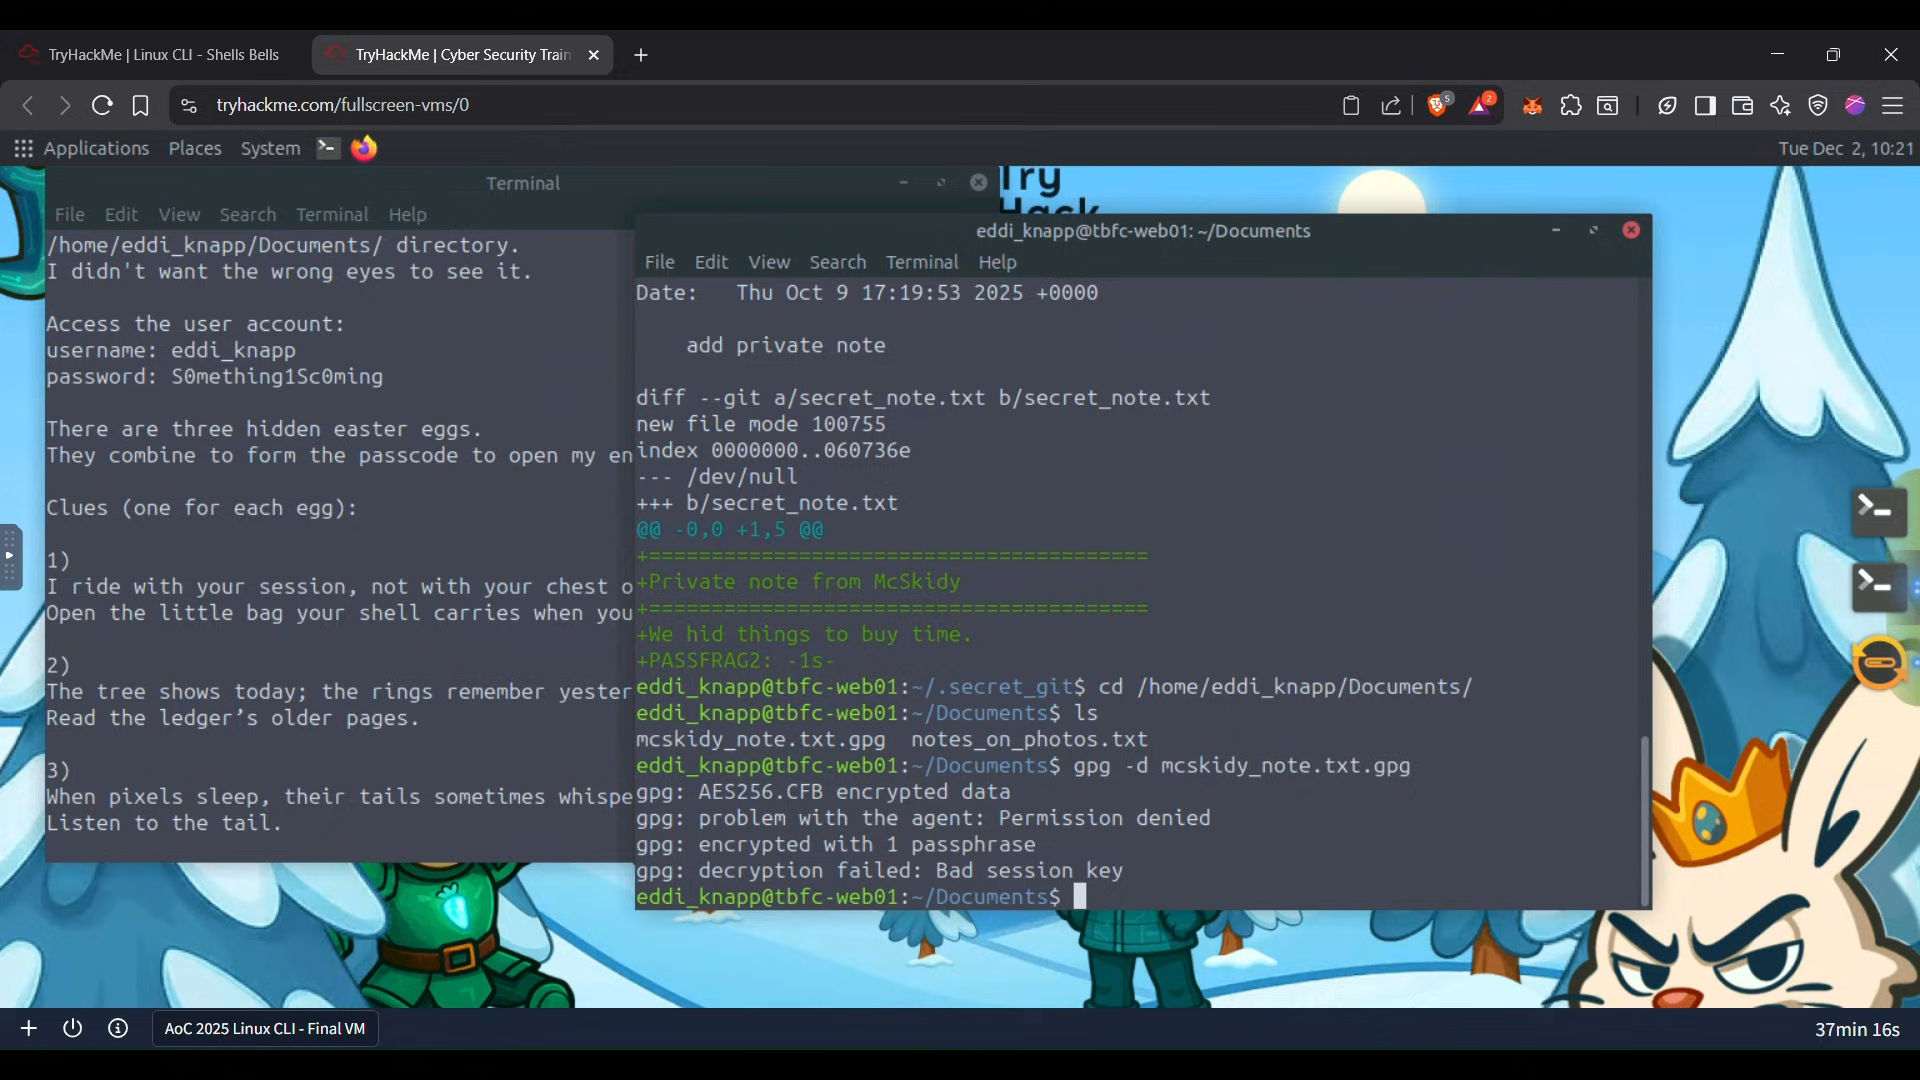 TryHackMe | Linux CLI - Shells Bells
TryHackMe | Cyber Security Train
tryhackme.com/fullscreen-vms/0
5
2
Applications Places System
Tue Dec 2, 10:21
Try
Hack
Terminal
File Edit View Search Terminal Help
/home/eddi_knapp/Documents/ directory.
I didn't want the wrong eyes to see it.
Access the user account:
username: eddi_knapp
password: S0mething1Sc0ming
There are three hidden easter eggs.
They combine to form the passcode to open my en
Clues (one for each egg):
1)
I ride with your session, not with your chest o
Open the little bag your shell carries when you
2)
The tree shows today; the rings remember yester
Read the ledger’s older pages.
3)
When pixels sleep, their tails sometimes whispe
Listen to the tail.
eddi_knapp@tbfc-web01: ~/Documents
File Edit View Search Terminal Help
Date:   Thu Oct 9 17:19:53 2025 +0000
add private note
diff --git a/secret_note.txt b/secret_note.txt
new file mode 100755
index 0000000..060736e
--- /dev/null
+++ b/secret_note.txt
@@ -0,0 +1,5 @@
+========================================
+Private note from McSkidy
+========================================
+We hid things to buy time.
+PASSFRAG2: -1s-
eddi_knapp@tbfc-web01:~/.secret_git$ cd /home/eddi_knapp/Documents/
eddi_knapp@tbfc-web01:~/Documents$ ls
mcskidy_note.txt.gpg  notes_on_photos.txt
eddi_knapp@tbfc-web01:~/Documents$ gpg -d mcskidy_note.txt.gpg
gpg: AES256.CFB encrypted data
gpg: problem with the agent: Permission denied
gpg: encrypted with 1 passphrase
gpg: decryption failed: Bad session key
eddi_knapp@tbfc-web01:~/Documents$
AoC 2025 Linux CLI - Final VM
37min 16s